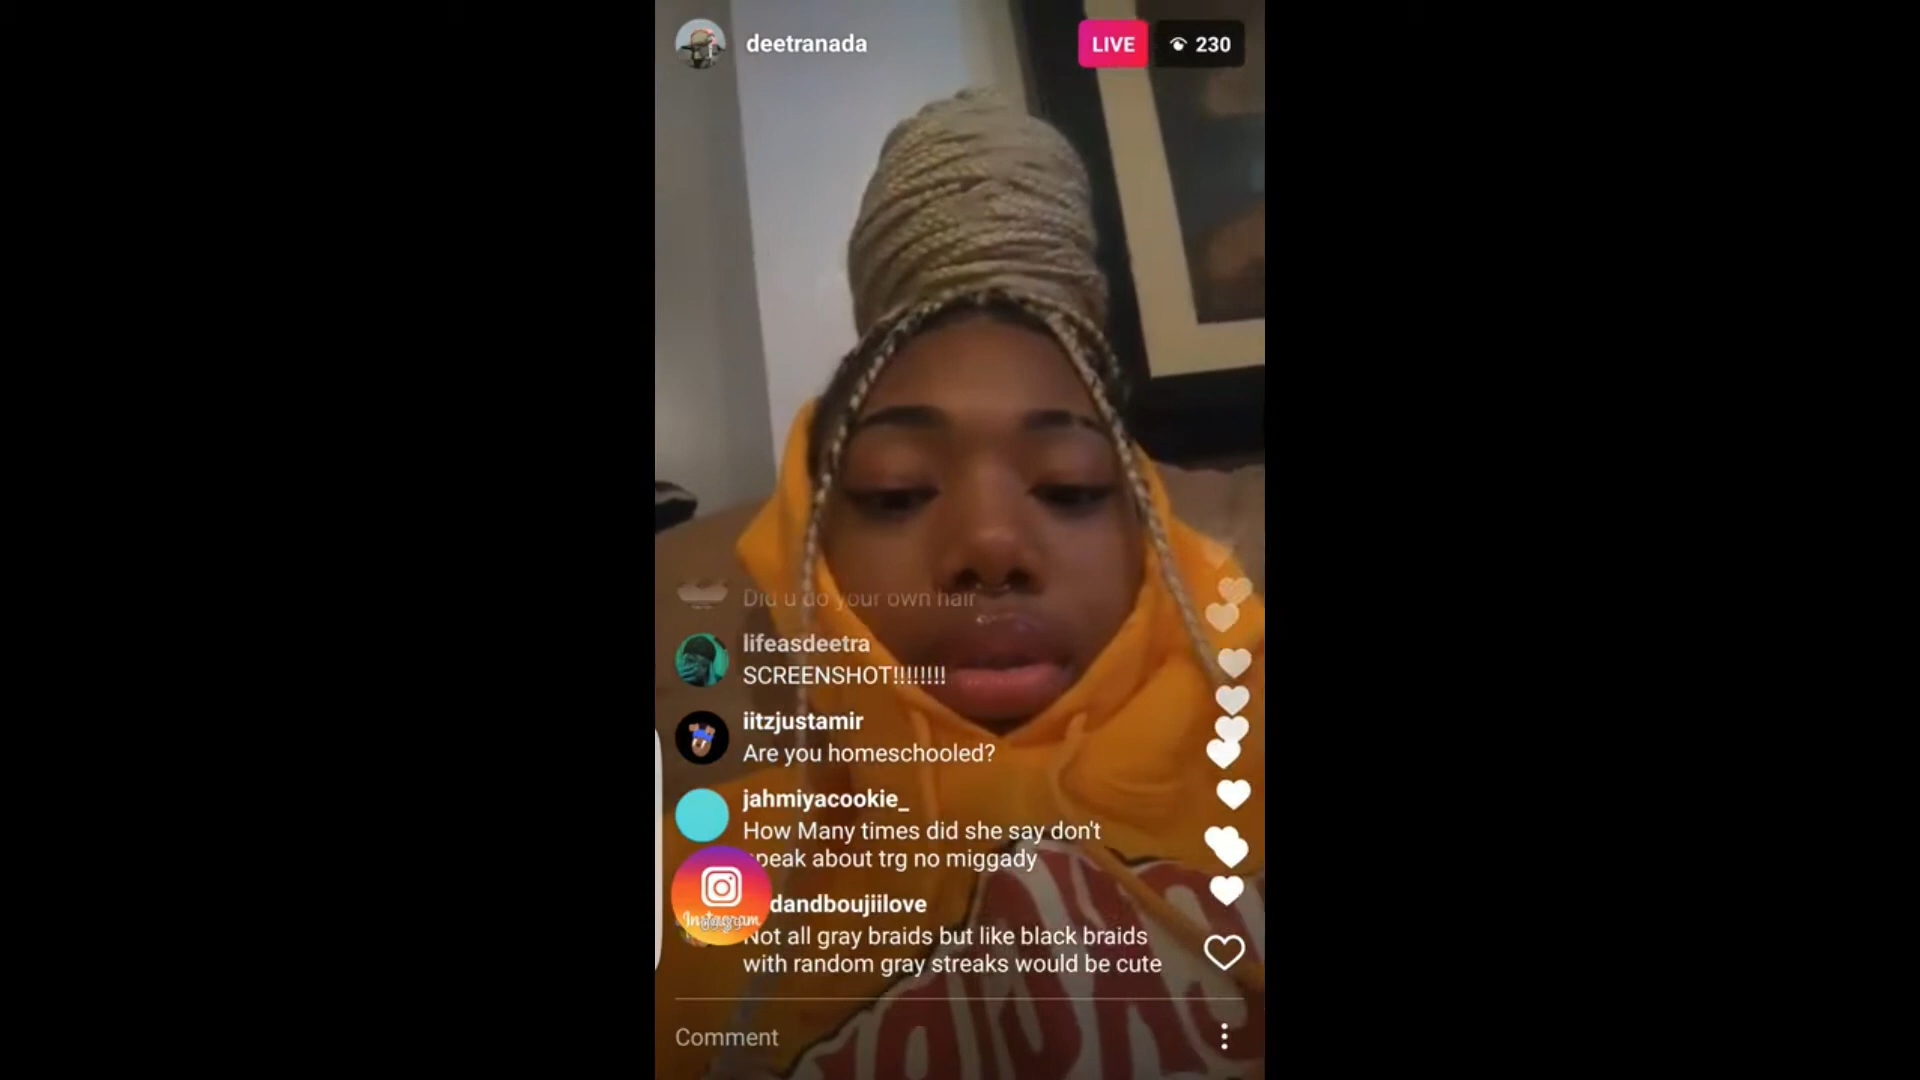 deetranada
LIVE
230
Did u do your own hair
lifeasdeetra
SCREENSHOT!!!!!!!!
iitzjustamir
Are you homeschooled?
jahmiyacookie_
How Many times did she say don't
peak about trg no miggady
Instagram
dandboujiilove
Not all gray braids but like black braids
with random gray streaks would be cute
Comment